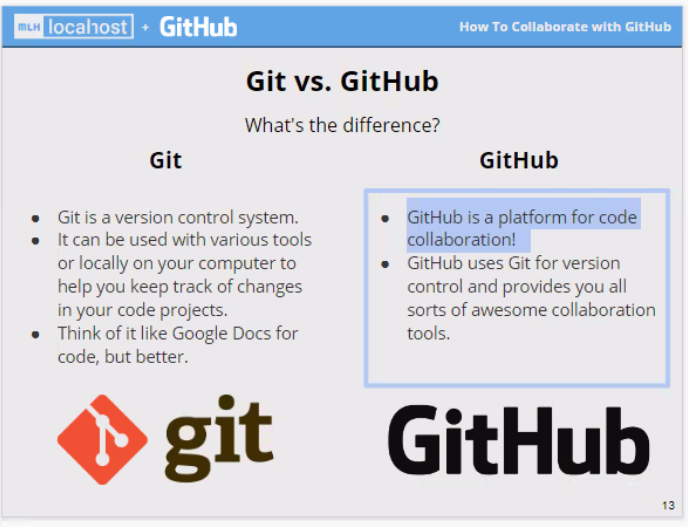 MLH locahost + GitHub
How To Collaborate with GitHub
Git vs. GitHub
What's the difference?
Git
● Git is a version control system.
● It can be used with various tools
or locally on your computer to
help you keep track of changes
in your code projects.
● Think of it like Google Docs for
code, but better.
git
GitHub
● GitHub is a platform for code
collaboration!
● GitHub uses Git for version
control and provides you all
sorts of awesome collaboration
tools.
GitHub
13